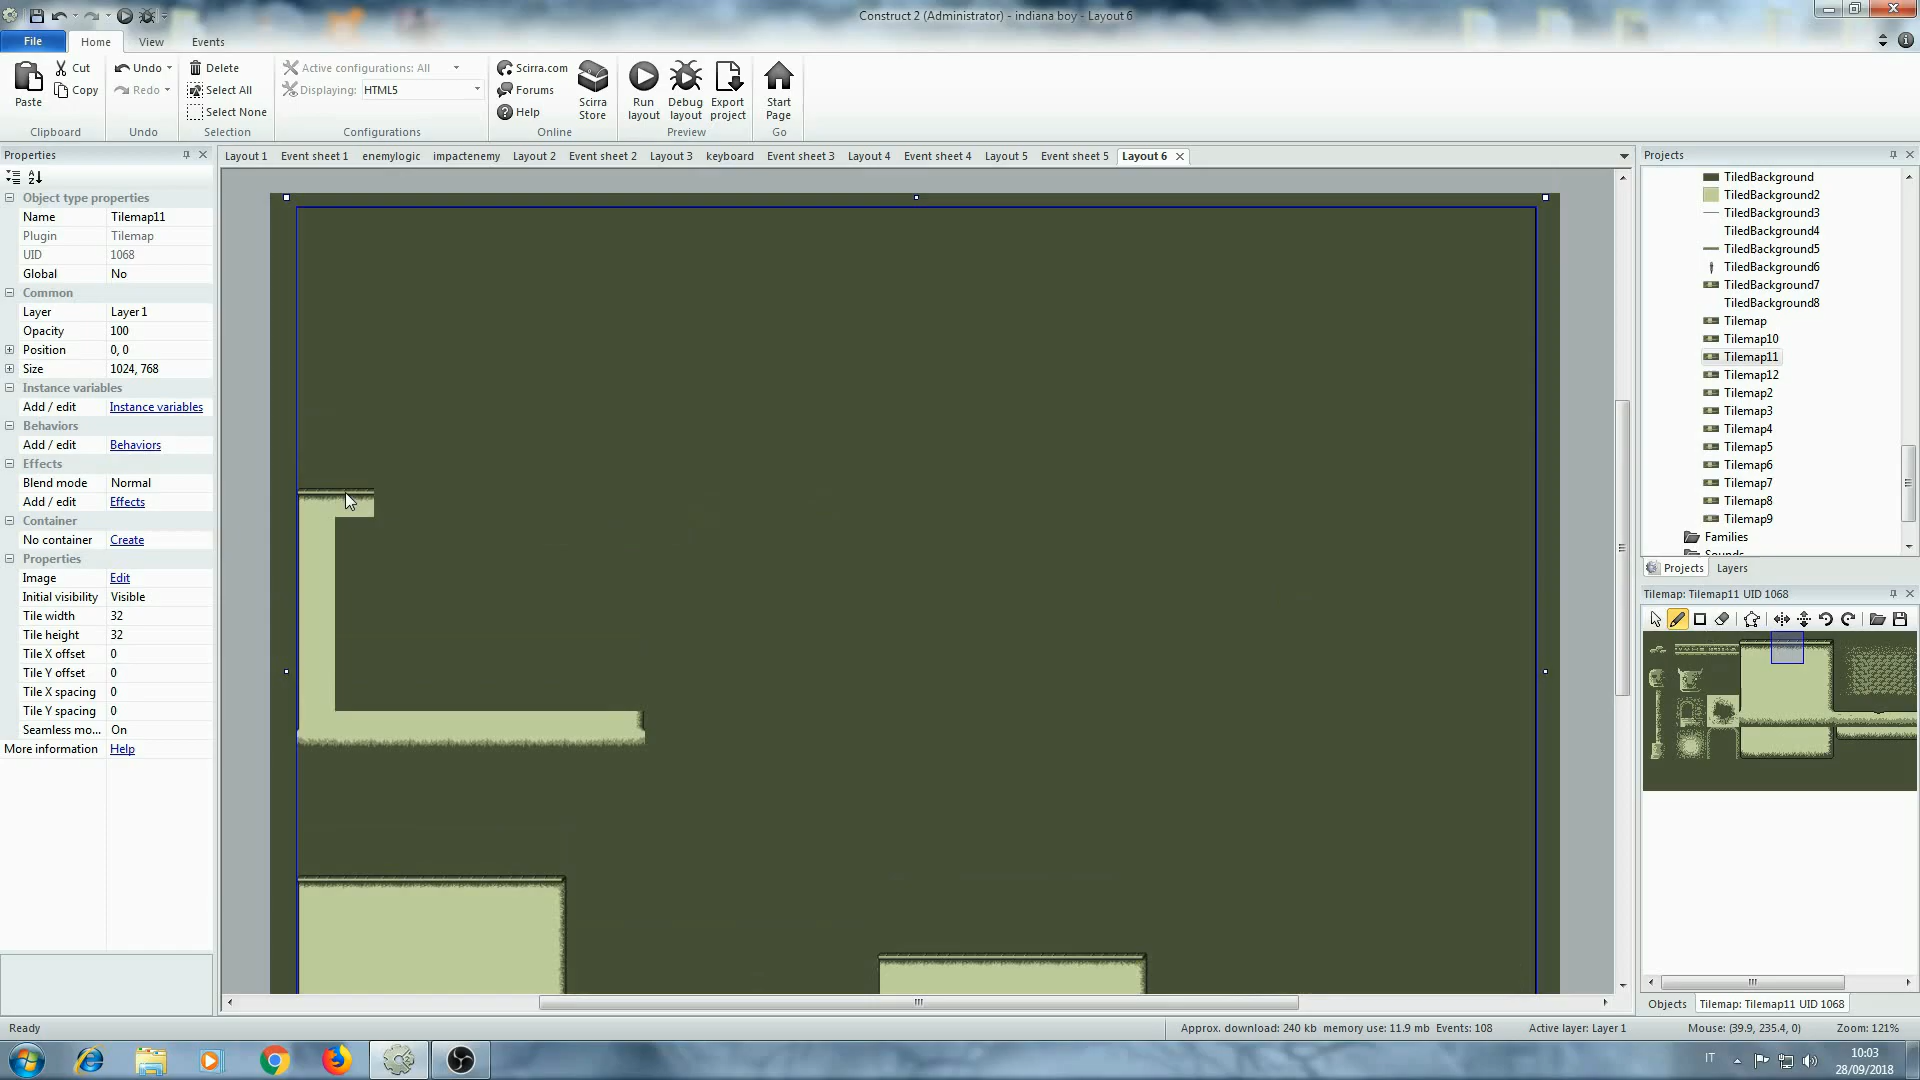 Construct 2 (Administrator) - indiana boy - Layout 6
File
Home
View
Events
Paste
Cut
Copy
Clipboard
Undo
Redo
Undo
Delete
Select All
Select None
Selection
Active configurations: All
Displaying:
HTML5
Configurations
Scirra.com
Forums
Help
Online
Scirra Store
Run layout
Debug layout
Export project
Preview
Start Page
Go
Properties
Layout 1
Event sheet 1
enemylogic
impactenemy
Layout 2
Event sheet 2
Layout 3
keyboard
Event sheet 3
Layout 4
Event sheet 4
Layout 5
Event sheet 5
Layout 6
Object type properties
Name Tilemap11
Plugin Tilemap
UID 1068
Global No
Common
Layer Layer 1
Opacity 100
Position 0, 0
Size 1024, 768
Instance variables
Add / edit Instance variables
Behaviors
Add / edit Behaviors
Effects
Blend mode Normal
Add / edit Effects
Container
No container Create
Properties
Image Edit
Initial visibility Visible
Tile width 32
Tile height 32
Tile X offset 0
Tile Y offset 0
Tile X spacing 0
Tile Y spacing 0
Seamless mo... On
More information Help
Projects
TiledBackground
TiledBackground2
TiledBackground3
TiledBackground4
TiledBackground5
TiledBackground6
TiledBackground7
TiledBackground8
Tilemap
Tilemap10
Tilemap11
Tilemap12
Tilemap2
Tilemap3
Tilemap4
Tilemap5
Tilemap6
Tilemap7
Tilemap8
Tilemap9
Families
Sounds
Projects
Layers
Tilemap: Tilemap11 UID 1068
Objects
Tilemap: Tilemap11 UID 1068
Ready
Approx. download: 240 kb memory use: 11.9 mb Events: 108
Active layer: Layer 1
Mouse: (39.9, 235.4, 0)
Zoom: 121%
IT
10:03
28/09/2018